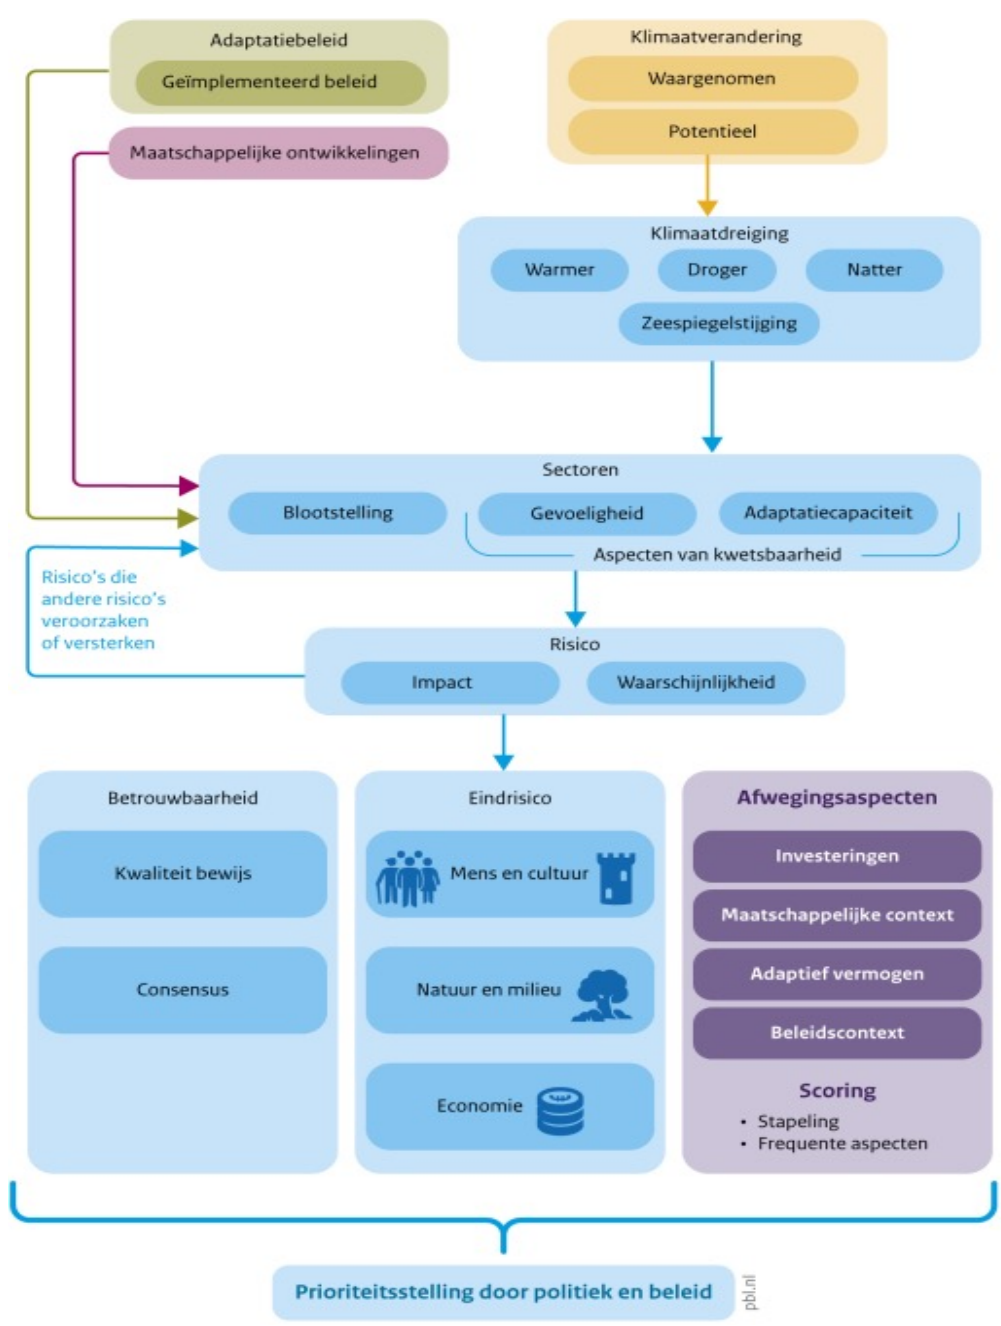 Adaptatiebeleid
Geïmplementeerd beleid
Maatschappelijke ontwikkelingen
Klimaatverandering
Waargenomen
Potentieel
Klimaatdreiging
Warmer
Droger
Natter
Zeespiegelstijging
Sectoren
Blootstelling
Gevoeligheid
Adaptatiecapaciteit
Aspecten van kwetsbaarheid
Risico's die
andere risico's
veroorzaken
of versterken
Risico
Impact
Waarschijnlijkheid
Betrouwbaarheid
Kwaliteit bewijs
Consensus
Eindrisico
Mens en cultuur
Natuur en milieu
Economie
Afwegingsaspecten
Investeringen
Maatschappelijke context
Adaptief vermogen
Beleidscontext
Scoring
• Stapeling
• Frequente aspecten
Prioriteitsstelling door politiek en beleid
pbl.nl